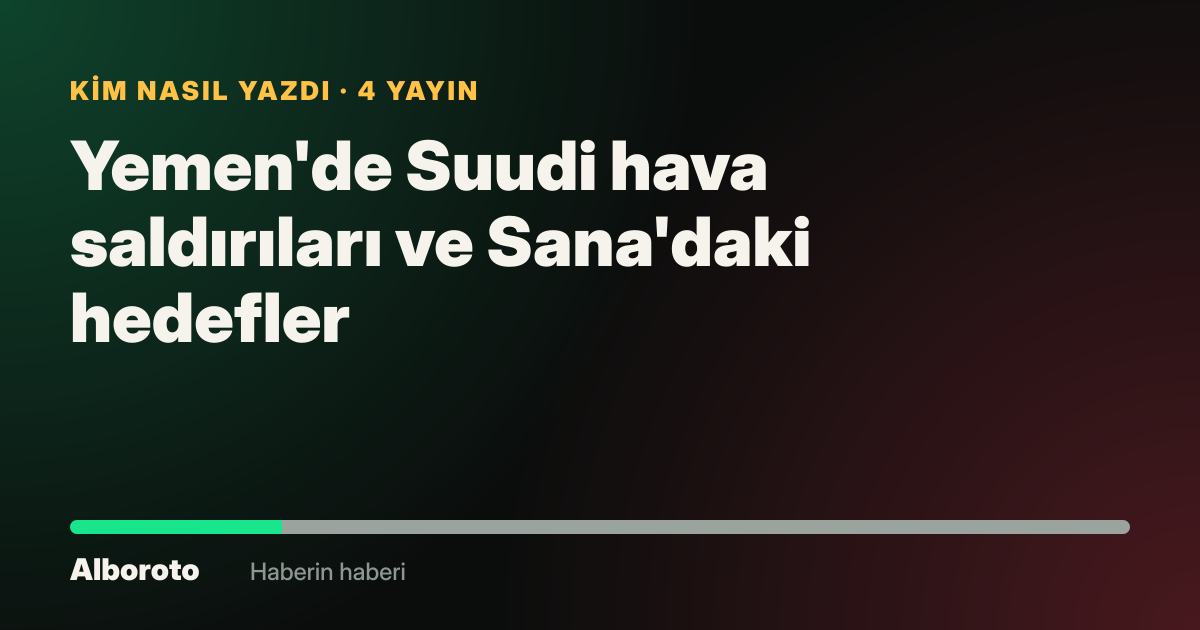 KİM NASIL YAZDI · 4 YAYIN
Yemen'de Suudi hava
saldırıları ve Sana'daki
hedefler
Alboroto
Haberin haberi